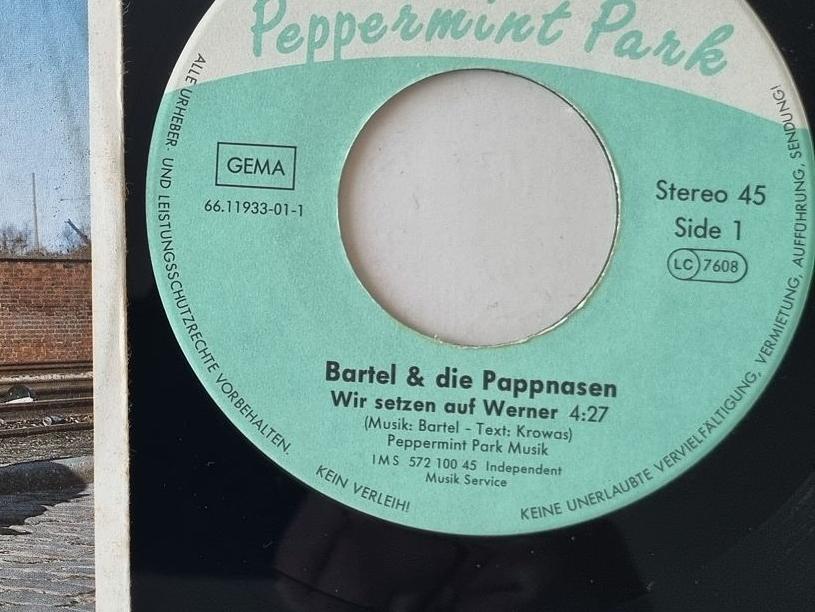 Peppermint Park
GEMA
66.11933-01-1
Stereo 45
Side 1
LC 7608
Bartel & die Pappnasen
Wir setzen auf Werner 4:27
(Musik: Bartel - Text: Krowas)
Peppermint Park Musik
IMS 572 100 45 Independent
Musik Service
ALLE URHEBER- UND LEISTUNGSSCHUTZRECHTE VORBEHALTEN.
KEIN VERLEIH!
KEINE UNERLAUBTE VERVIELFÄLTIGUNG, VERMIETUNG, AUFFÜHRUNG, SENDUNG!